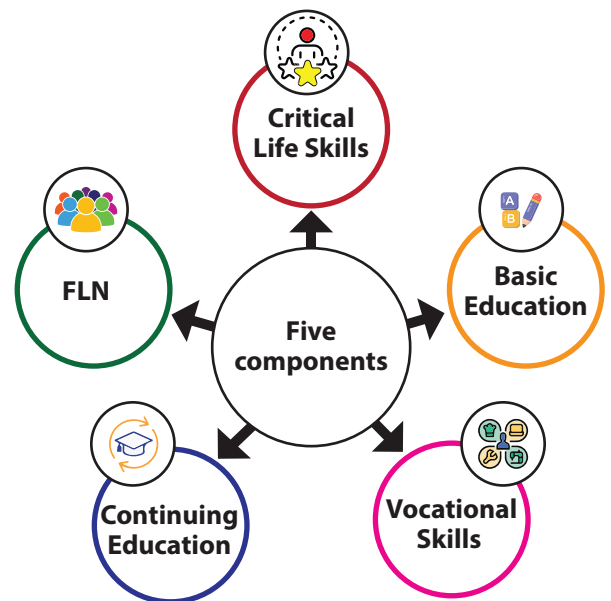 Critical
Life Skills
FLN
Basic
Education
Five
components
Continuing
Education
Vocational
Skills
A
B